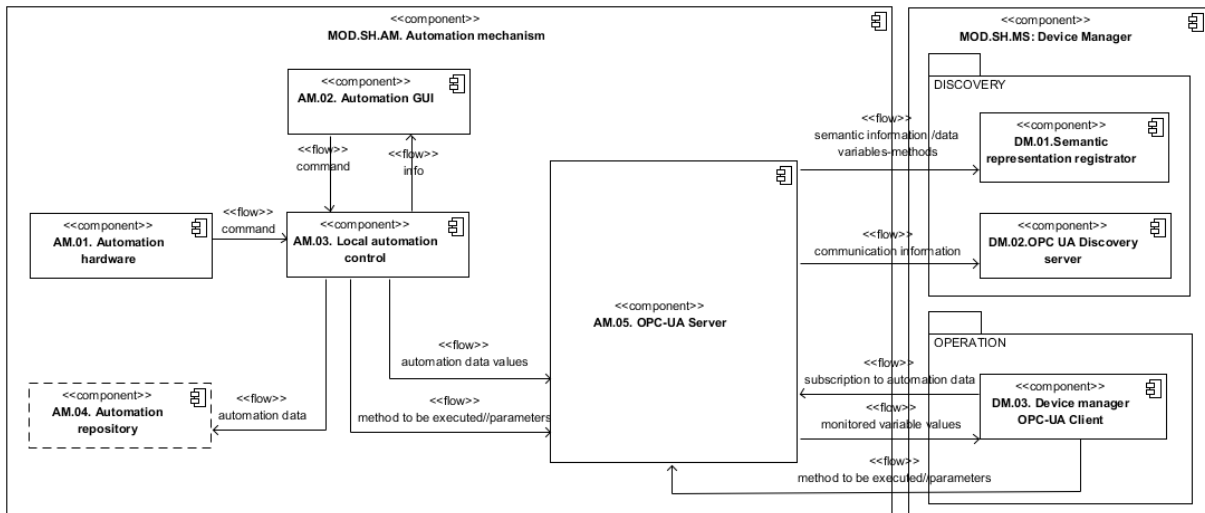 <<component>>
MOD.SH.AM. Automation mechanism
<<component>>
MOD.SH.MS: Device Manager
<<component>>
AM.02. Automation GUI
<<flow>>
command
<<flow>>
info
<<component>>
AM.01. Automation
hardware
<<flow>>
command
<<component>>
AM.03. Local automation
control
<<component>>
AM.04. Automation
repository
<<flow>>
automation data
<<flow>>
automation data values
<<flow>>
method to be executed//parameters
<<component>>
AM.05. OPC-UA Server
<<flow>>
semantic information /data
variables-methods
<<flow>>
communication information
DISCOVERY
<<component>>
DM.01.Semantic
representation registrator
<<component>>
DM.02.OPC UA Discovery
server
OPERATION
<<flow>>
subscription to automation data
<<flow>>
monitored variable values
<<component>>
DM.03. Device manager
OPC-UA Client
<<flow>>
method to be executed//parameters